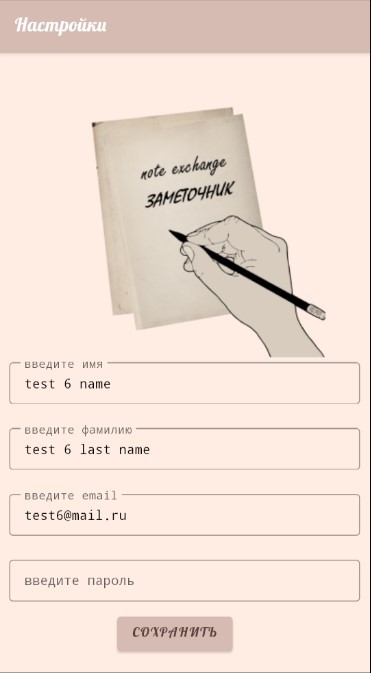 Настройки
note exchange
ЗАМЕТОЧНИК
введите имя
test 6 name
введите фамилию
test 6 last name
введите email
test6@mail.ru
введите пароль
СОХРАНИТЬ